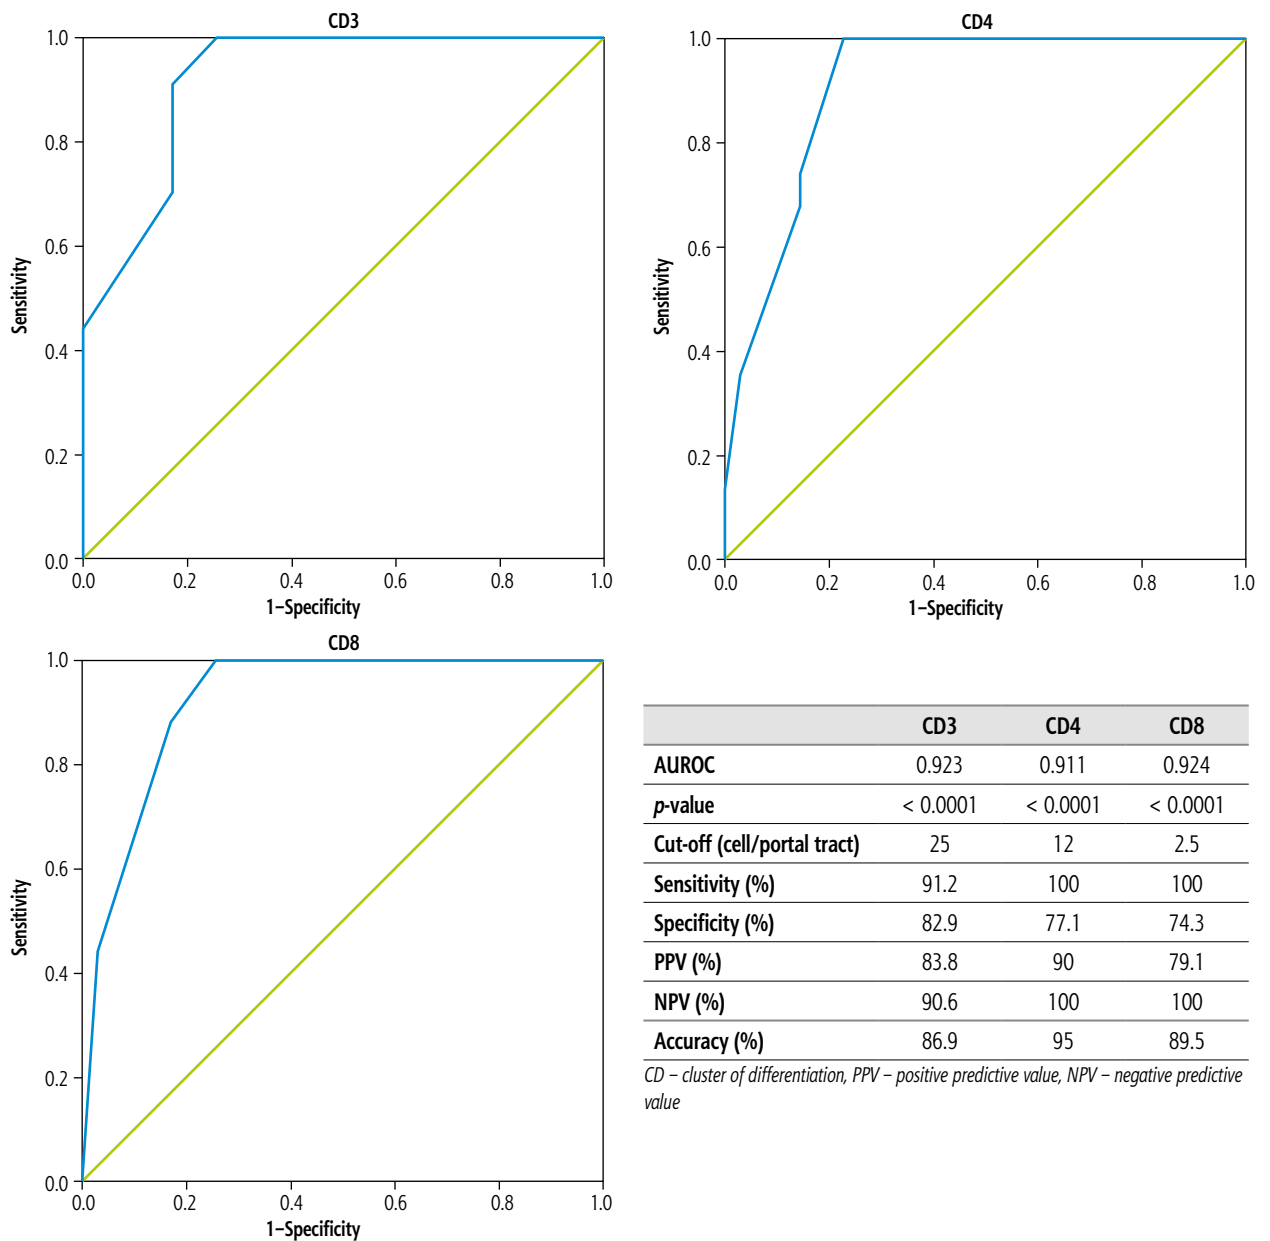 CD3
1.0
0.8
0.6
0.4
0.2
0.0
Sensitivity
0.0 0.2 0.4 0.6 0.8 1.0
1–Specificity
CD4
1.0
0.8
0.6
0.4
0.2
0.0
Sensitivity
0.0 0.2 0.4 0.6 0.8 1.0
1–Specificity
CD8
1.0
0.8
0.6
0.4
0.2
0.0
Sensitivity
0.0 0.2 0.4 0.6 0.8 1.0
1–Specificity
CD3 CD4 CD8
AUROC 0.923 0.911 0.924
p-value < 0.0001 < 0.0001 < 0.0001
Cut-off (cell/portal tract) 25 12 2.5
Sensitivity (%) 91.2 100 100
Specificity (%) 82.9 77.1 74.3
PPV (%) 83.8 90 79.1
NPV (%) 90.6 100 100
Accuracy (%) 86.9 95 89.5
CD – cluster of differentiation, PPV – positive predictive value, NPV – negative predictive
value